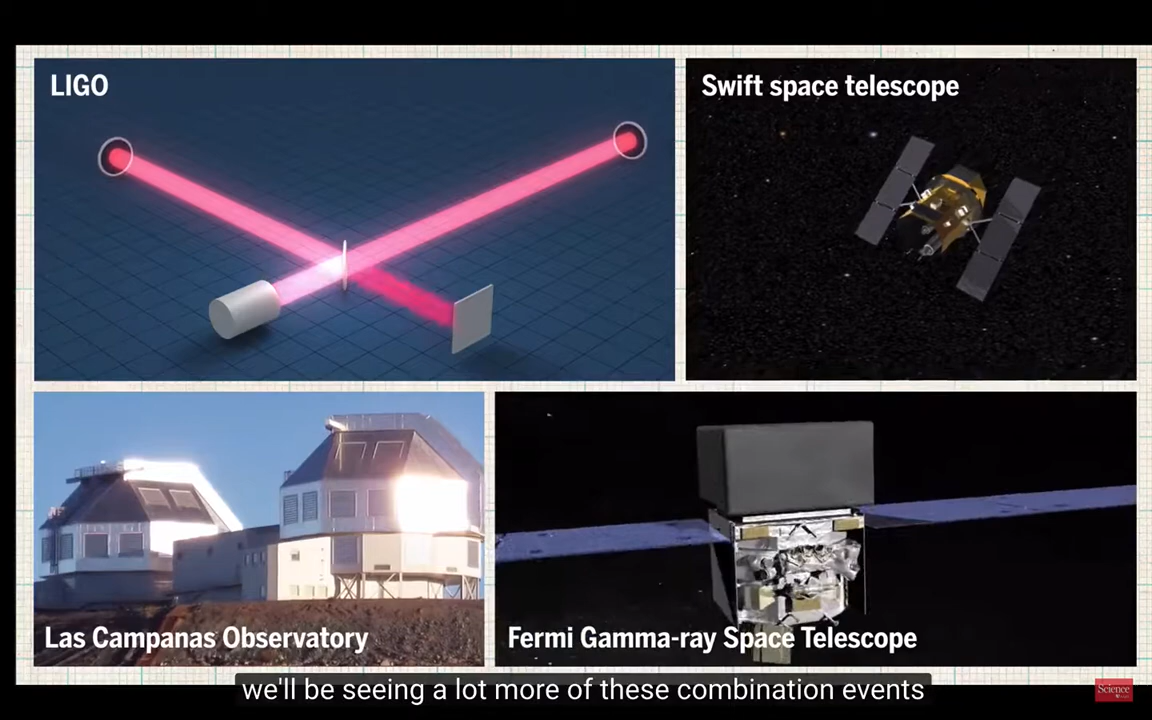 LIGO
Swift space telescope
Las Campanas Observatory
Fermi Gamma-ray Space Telescope
we'll be seeing a lot more of these combination events
Science